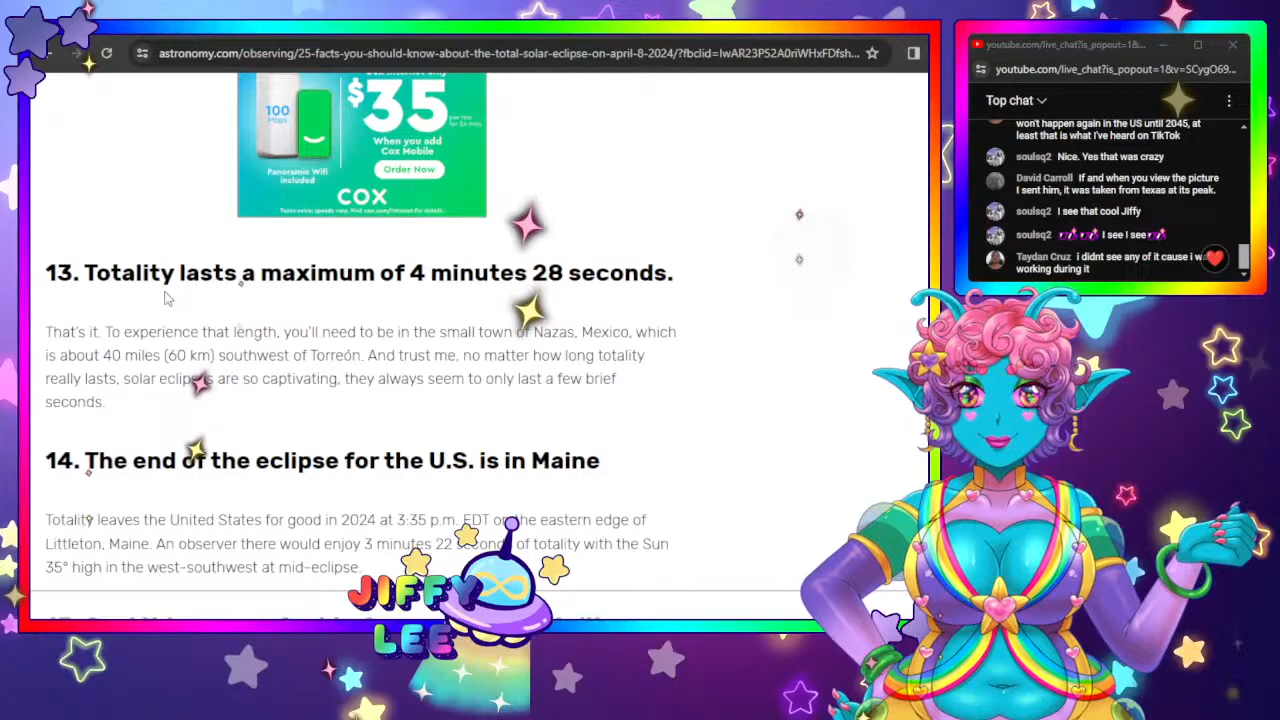 astronomy.com/observing/25-facts-you-should-know-about-the-total-solar-eclipse-on-april-8-2024/?fbclid=IwAR23P52A0riWHxFDfsh...
100
Mbps
$35
When you add
Cox Mobile
Panoramic Wifi
included
Order Now
COX
13. Totality lasts a maximum of 4 minutes 28 seconds.
That's it. To experience that length, you'll need to be in the small town of Nazas, Mexico, which
is about 40 miles (60 km) southwest of Torreón. And trust me, no matter how long totality
really lasts, solar eclipses are so captivating, they always seem to only last a few brief
seconds.
14. The end of the eclipse for the U.S. is in Maine
Totality leaves the United States for good in 2024 at 3:35 p.m. EDT on the eastern edge of
Littleton, Maine. An observer there would enjoy 3 minutes 22 seconds of totality with the Sun
35° high in the west-southwest at mid-eclipse.
JIFFY
LEE
youtube.com/live_chat?is_popout=1&...
youtube.com/live_chat?is_popout=1&v=SCygO69...
Top chat
won't happen again in the US until 2045, at
least that is what I've heard on TikTok
soulsq2 Nice. Yes that was crazy
David Carroll If and when you view the picture
I sent him, it was taken from texas at its peak.
soulsq2 I see that cool Jiffy
soulsq2 I see I see
Taydan Cruz i didnt see any of it cause i
working during it